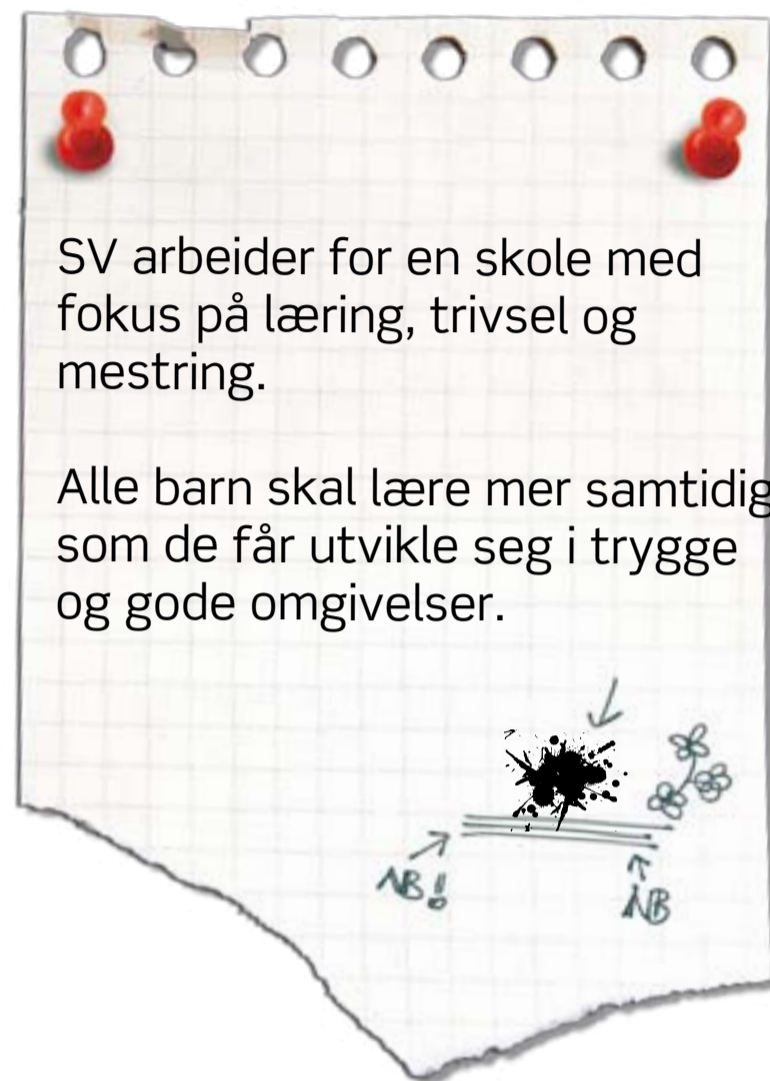 SV arbeider for en skole med
fokus på læring, trivsel og
mestring.
Alle barn skal lære mer samtidig
som de får utvikle seg i trygge
og gode omgivelser.
NB!
NB